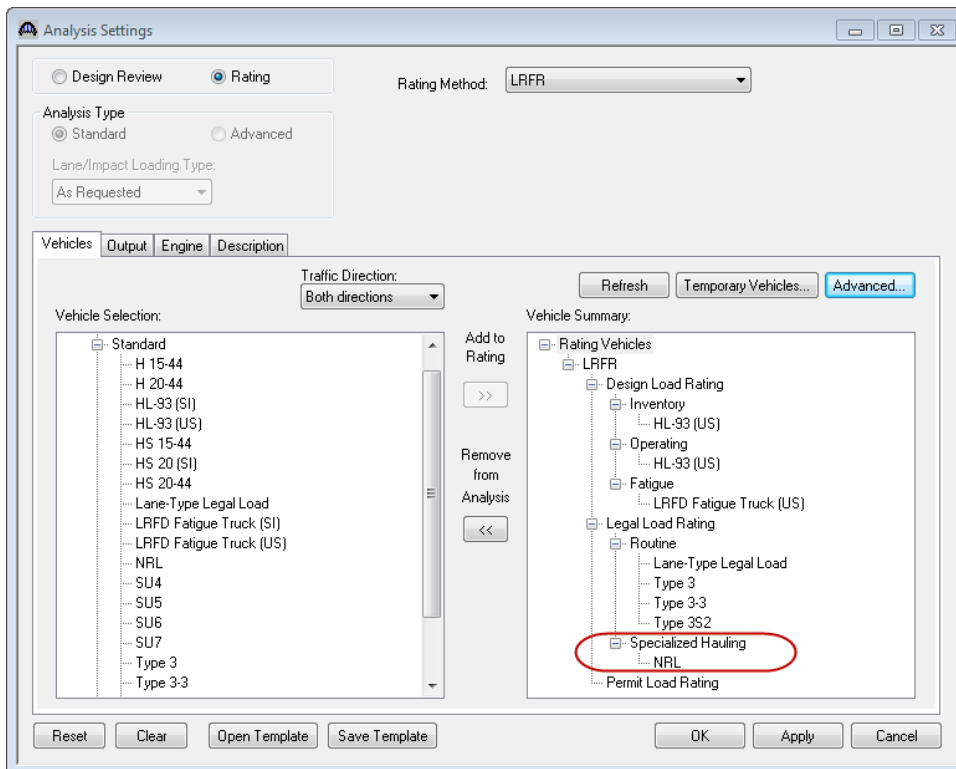 Analysis Settings
Design Review
Rating
Rating Method:
LRFR
Analysis Type
Standard
Advanced
Lane/Impact Loading Type:
As Requested
Vehicles
Output
Engine
Description
Traffic Direction:
Both directions
Refresh
Temporary Vehicles...
Advanced...
Vehicle Selection:
Standard
H 15-44
H 20-44
HL-93 (SI)
HL-93 (US)
HS 15-44
HS 20 (SI)
HS 20-44
Lane-Type Legal Load
LRFD Fatigue Truck (SI)
LRFD Fatigue Truck (US)
NRL
SU4
SU5
SU6
SU7
Type 3
Type 3-3
Add to
Rating
>>
Remove
from
Analysis
<<
Vehicle Summary:
Rating Vehicles
LRFR
Design Load Rating
Inventory
HL-93 (US)
Operating
HL-93 (US)
Fatigue
LRFD Fatigue Truck (US)
Legal Load Rating
Routine
Lane-Type Legal Load
Type 3
Type 3-3
Type 3S2
Specialized Hauling
NRL
Permit Load Rating
Reset
Clear
Open Template
Save Template
OK
Apply
Cancel